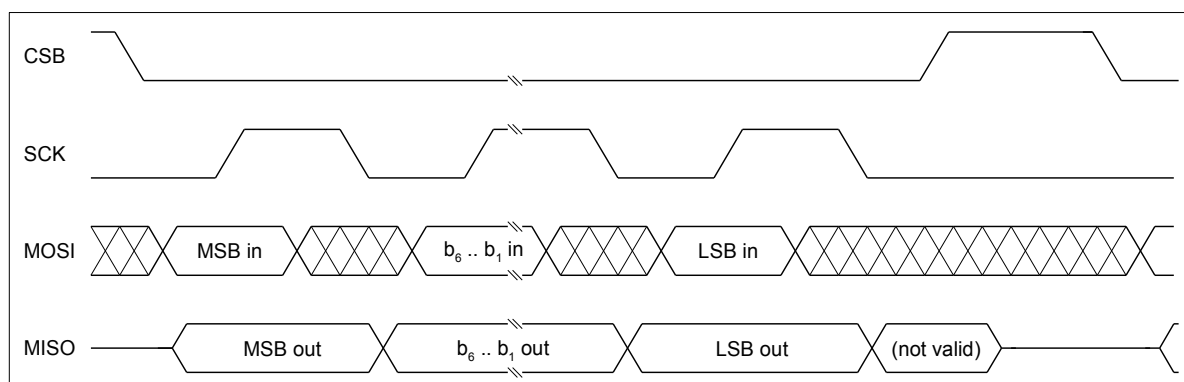 CSB
SCK
MOSI MSB in b₆ .. b₁ in LSB in
MISO MSB out b₆ .. b₁ out LSB out (not valid)